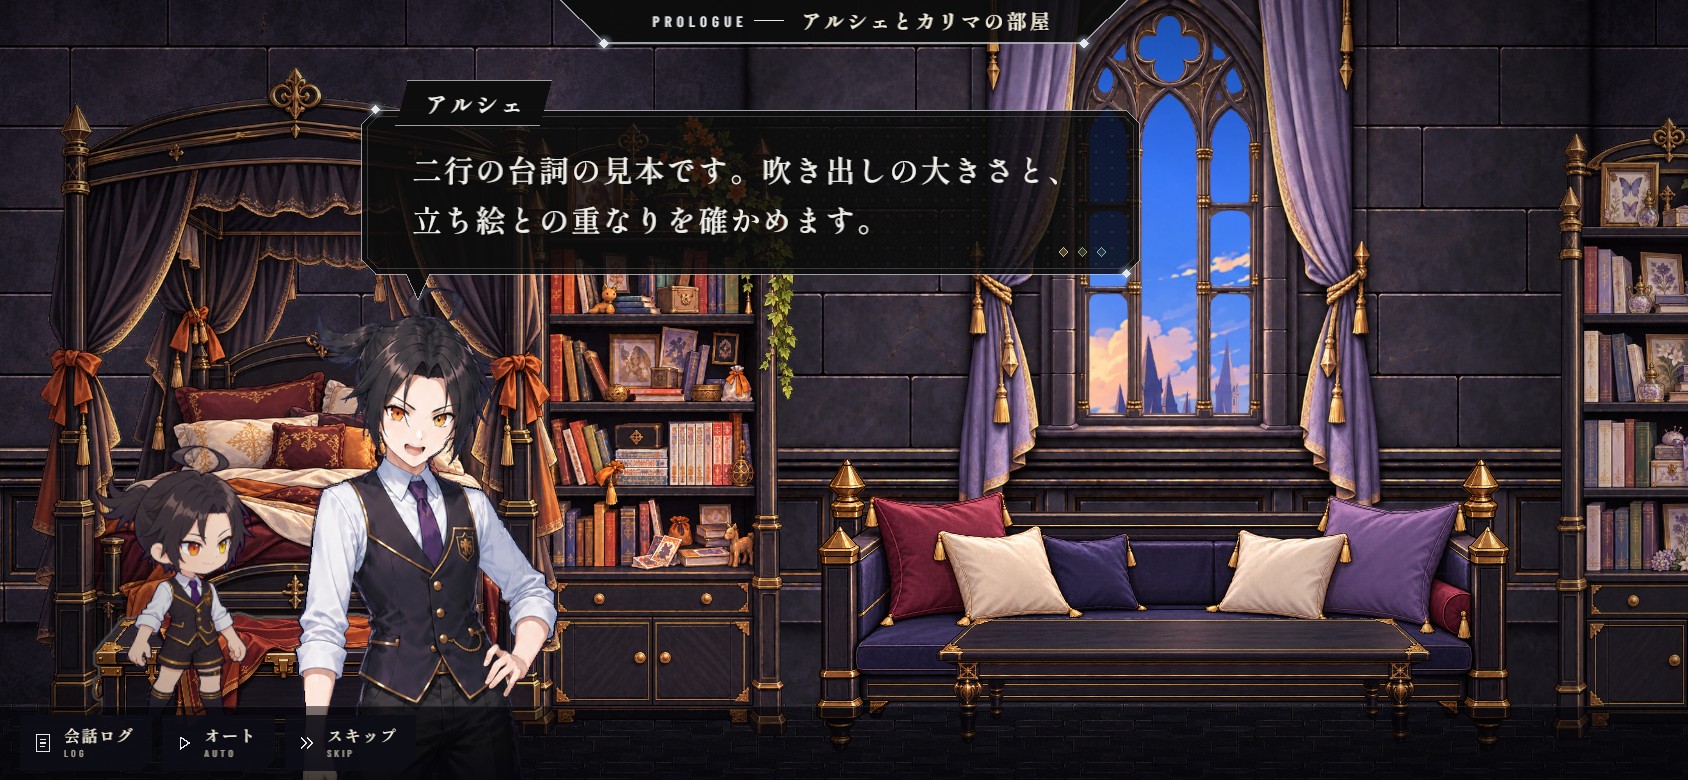 PROLOGUE アルシェとカリマの部屋
アルシェ
二行の台詞の見本です。吹き出しの大きさと、
立ち絵との重なりを確かめます。
会話ログ
LOG
オート
AUTO
スキップ
SKIP